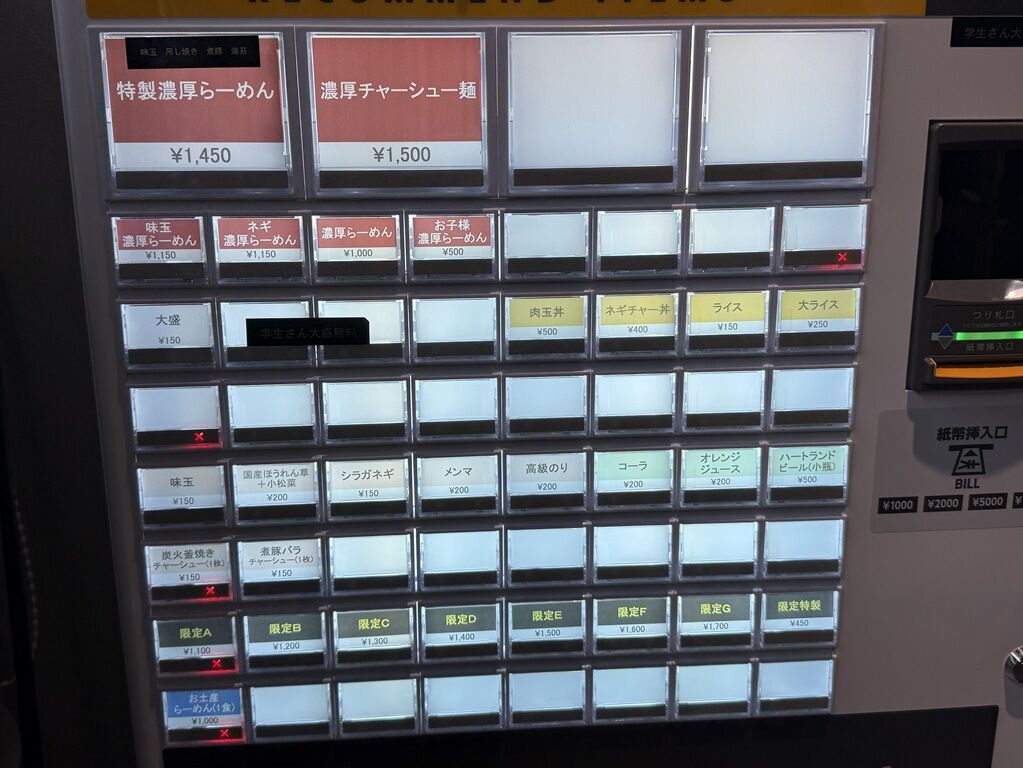 RECOMMEND ITEMS
味玉 吊し焼き 煮豚 海苔
特製濃厚らーめん
¥1,450
濃厚チャーシュー麺
¥1,500
味玉
濃厚らーめん
¥1,150
ネギ
濃厚らーめん
¥1,150
濃厚らーめん
¥1,000
お子様
濃厚らーめん
¥500
×
大盛
¥150
学生さん大盛無料
肉玉丼
¥500
ネギチャー丼
¥400
ライス
¥150
大ライス
¥250
×
味玉
¥150
国産ほうれん草
+小松菜
¥200
シラガネギ
¥150
メンマ
¥200
高級のり
¥200
コーラ
¥200
オレンジ
ジュース
¥200
ハートランド
ビール(小瓶)
¥500
炭火釜焼き
チャーシュー(1枚)
¥150
×
煮豚バラ
チャーシュー(1枚)
¥150
限定A
¥1,100
×
限定B
¥1,200
限定C
¥1,300
限定D
¥1,400
限定E
¥1,500
限定F
¥1,600
限定G
¥1,700
限定特製
¥450
お土産
らーめん(1食)
¥1,000
×
学生さん大
つり札口
紙幣挿入口
紙幣挿入口
BILL
¥1000 ¥2000 ¥5000 ¥